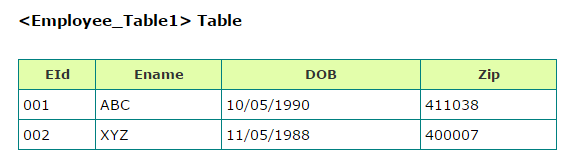 <Employee_Table1> Table
EId Ename DOB Zip
001 ABC 10/05/1990 411038
002 XYZ 11/05/1988 400007